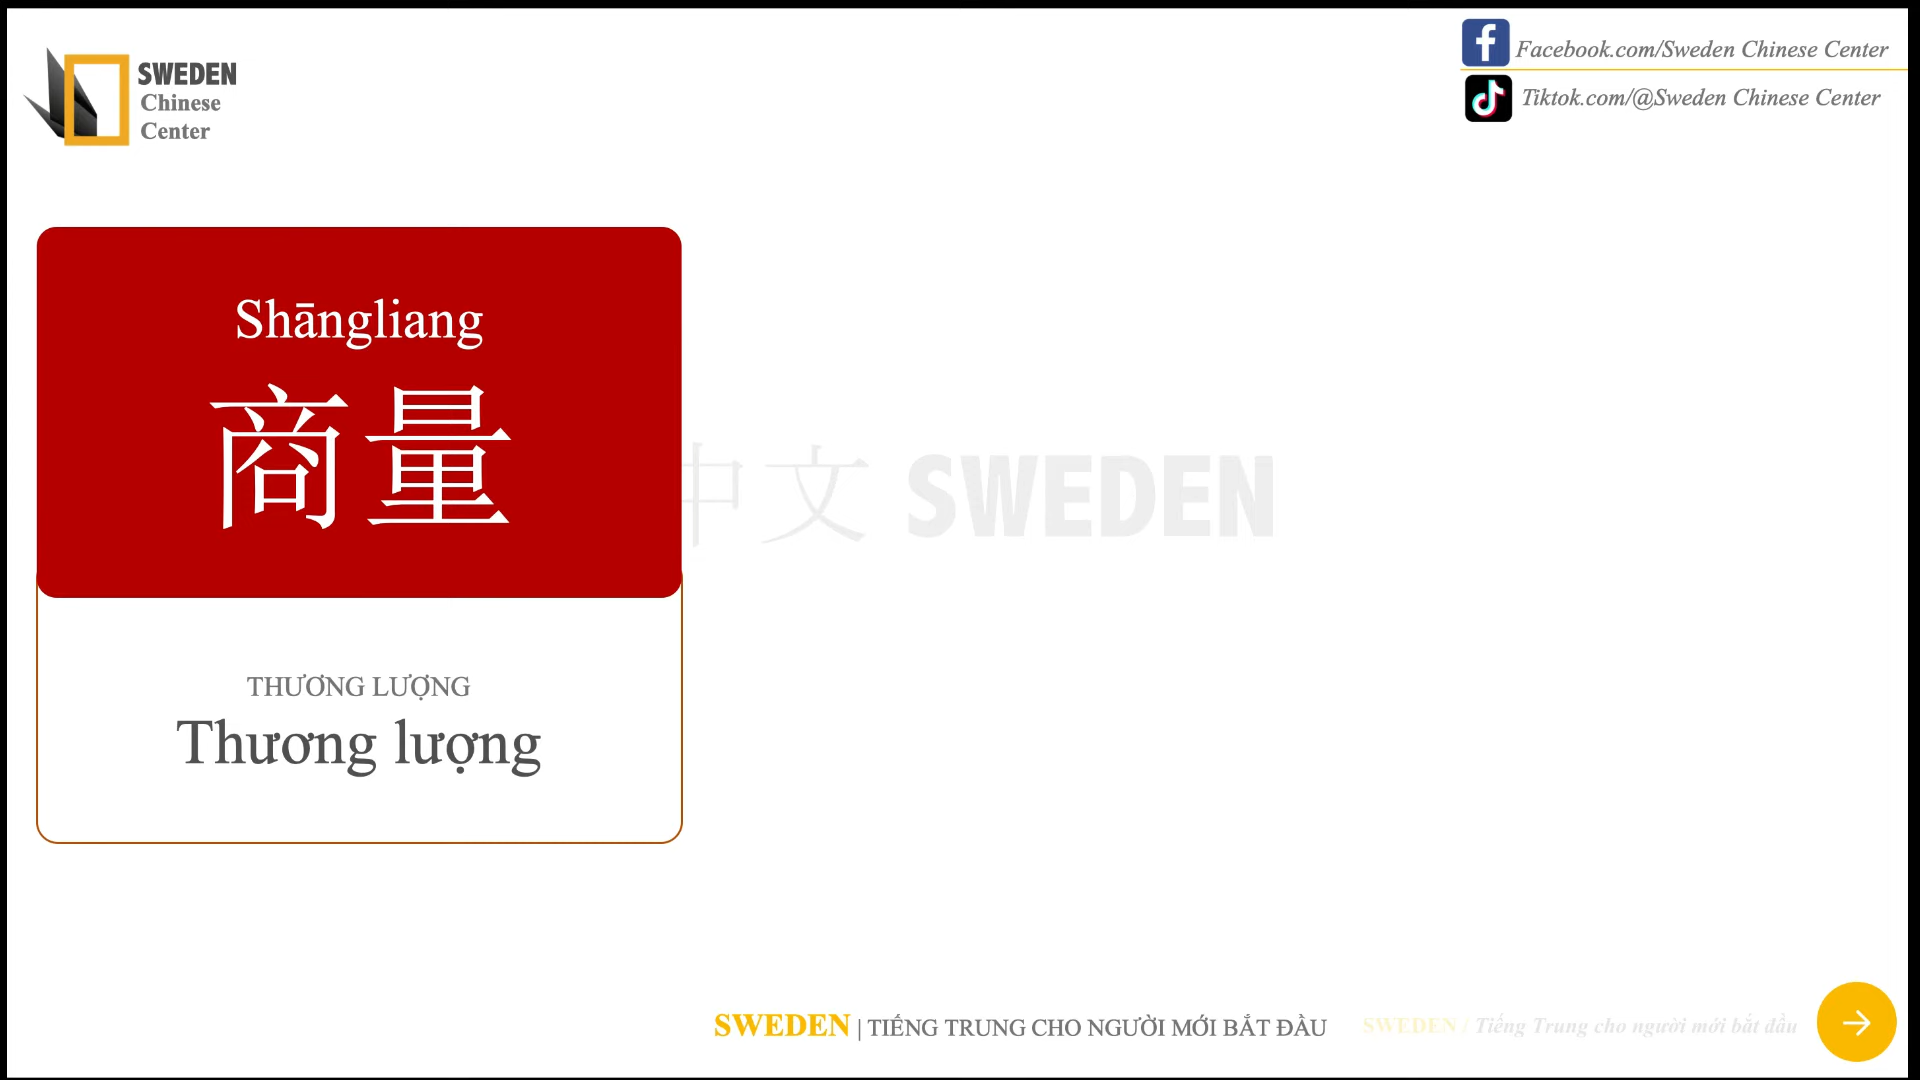 SWEDEN
Chinese
Center
Facebook.com/Sweden Chinese Center
Tiktok.com/@Sweden Chinese Center
Shāngliang
商量
中文 SWEDEN
THƯƠNG LƯỢNG
Thương lượng
SWEDEN | TIẾNG TRUNG CHO NGƯỜI MỚI BẮT ĐẦU
SWEDEN / Tiếng Trung cho người mới bắt đầu